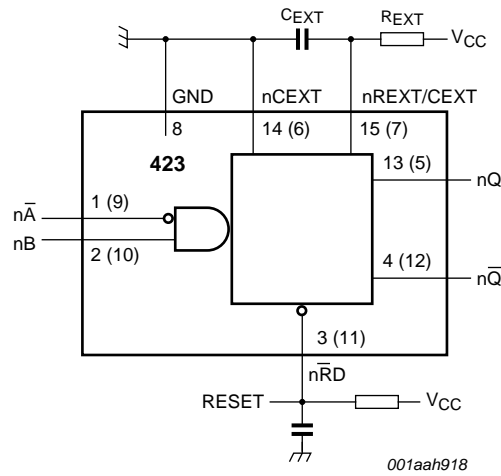 CEXT
REXT
VCC
GND
nCEXT
nREXT/CEXT
8
14 (6)
15 (7)
423
13 (5)
nQ
nA̅
1 (9)
nB
2 (10)
4 (12)
nQ̅
3 (11)
nR̅D
RESET
VCC
001aah918